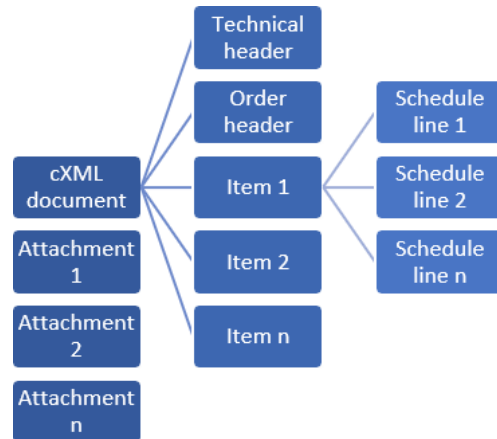 Technical
header
Order
header
Schedule
line 1
cXML
document
Item 1
Schedule
line 2
Attachment
1
Item 2
Schedule
line n
Attachment
2
Item n
Attachment
n